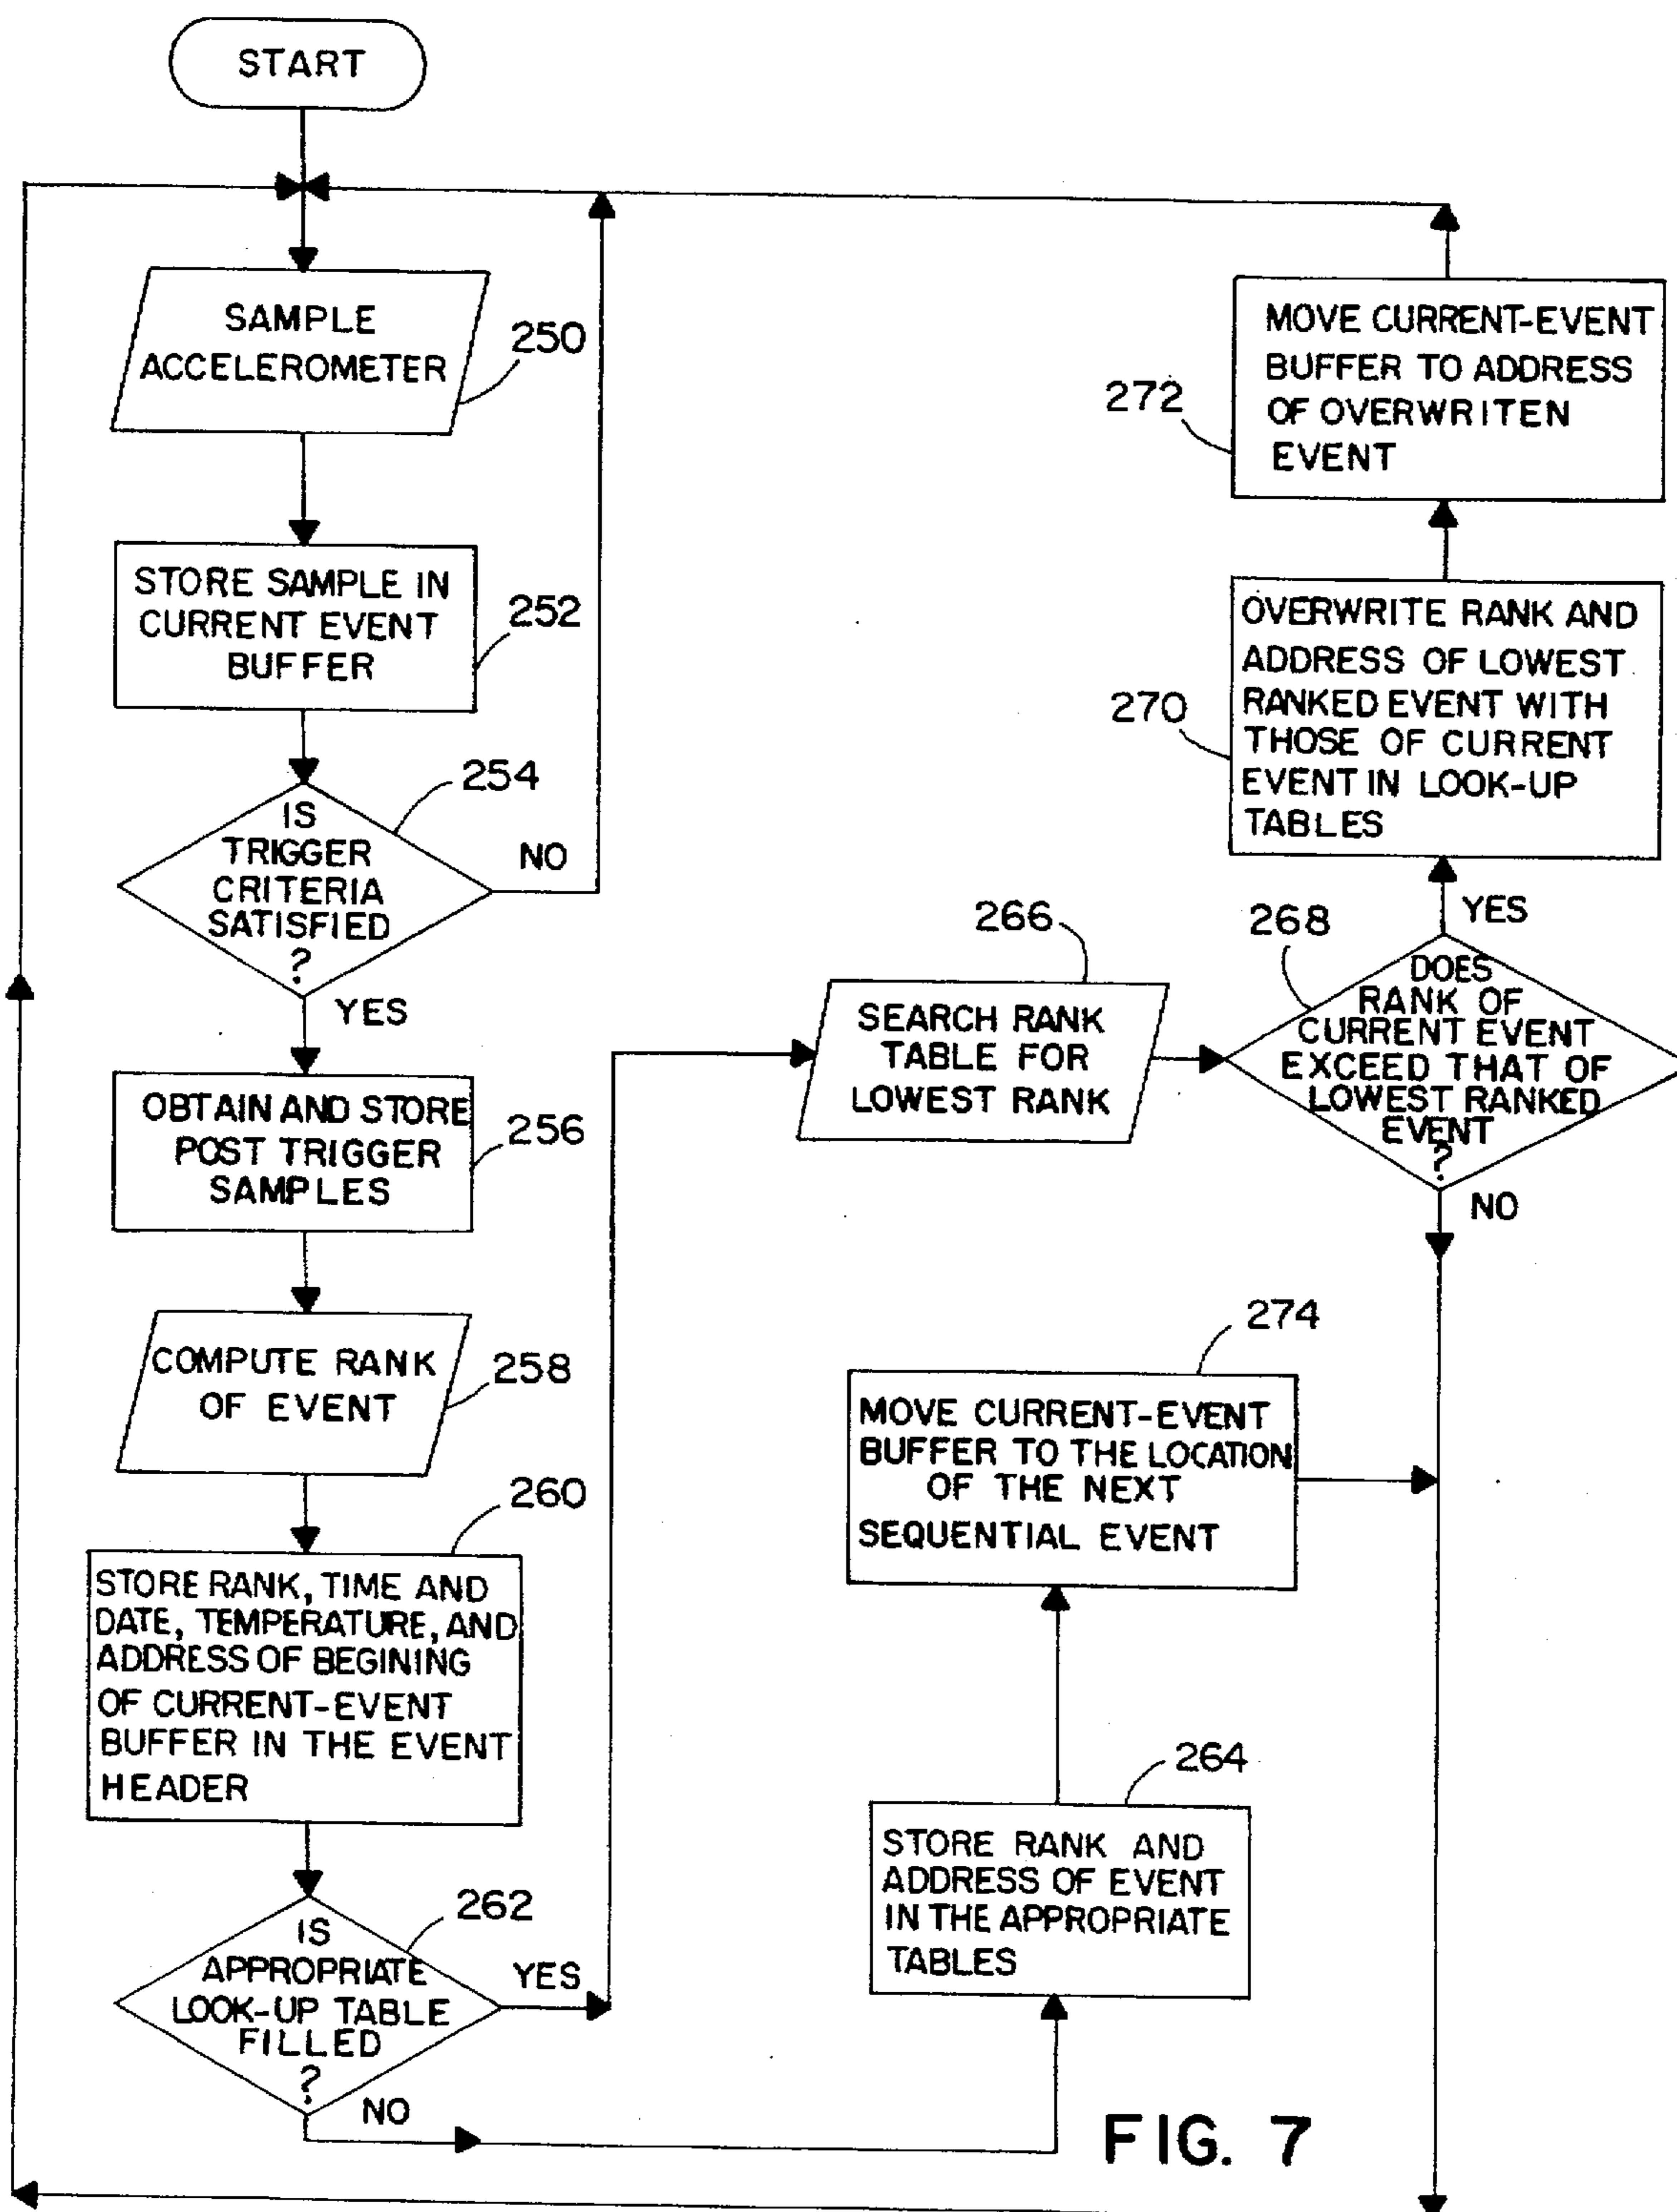 START
SAMPLE
ACCELEROMETER
250
STORE SAMPLE IN
CURRENT EVENT
BUFFER
252
254
IS
TRIGGER
CRITERIA
SATISFIED
?
NO
YES
OBTAIN AND STORE
POST TRIGGER
SAMPLES
256
COMPUTE RANK
OF EVENT
258
260
STORE RANK, TIME AND
DATE, TEMPERATURE, AND
ADDRESS OF BEGINING
OF CURRENT-EVENT
BUFFER IN THE EVENT
HEADER
262
IS
APPROPRIATE
LOOK-UP TABLE
FILLED
?
YES
NO
264
STORE RANK AND
ADDRESS OF EVENT
IN THE APPROPRIATE
TABLES
274
MOVE CURRENT-EVENT
BUFFER TO THE LOCATION
OF THE NEXT
SEQUENTIAL EVENT
266
SEARCH RANK
TABLE FOR
LOWEST RANK
268
DOES
RANK OF
CURRENT EVENT
EXCEED THAT OF
LOWEST RANKED
EVENT
?
YES
NO
270
OVERWRITE RANK AND
ADDRESS OF LOWEST
RANKED EVENT WITH
THOSE OF CURRENT
EVENT IN LOOK-UP
TABLES
272
MOVE CURRENT-EVENT
BUFFER TO ADDRESS
OF OVERWRITEN
EVENT
FIG. 7